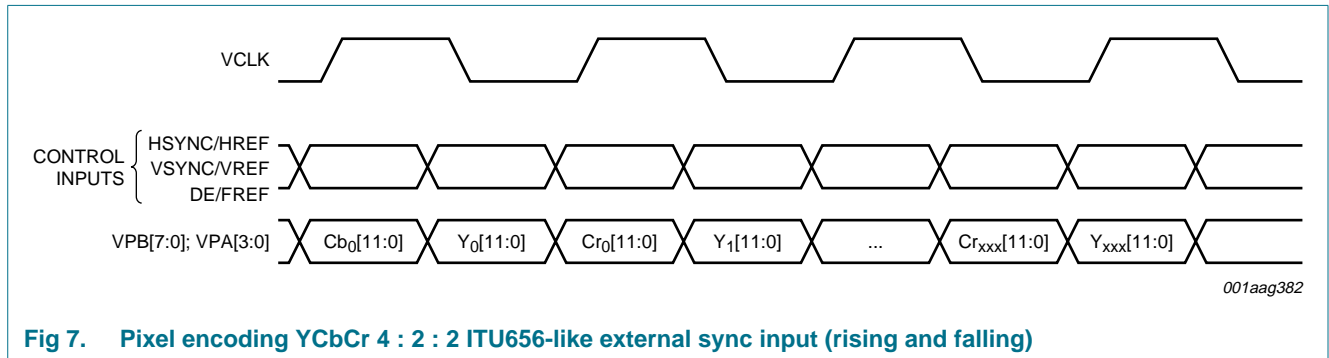 VCLK
CONTROL INPUTS
HSYNC/HREF
VSYNC/VREF
DE/FREF
VPB[7:0]; VPA[3:0]
Cb0[11:0] Y0[11:0] Cr0[11:0] Y1[11:0] ... Crxxx[11:0] Yxxx[11:0]
001aag382
Fig 7. Pixel encoding YCbCr 4 : 2 : 2 ITU656-like external sync input (rising and falling)